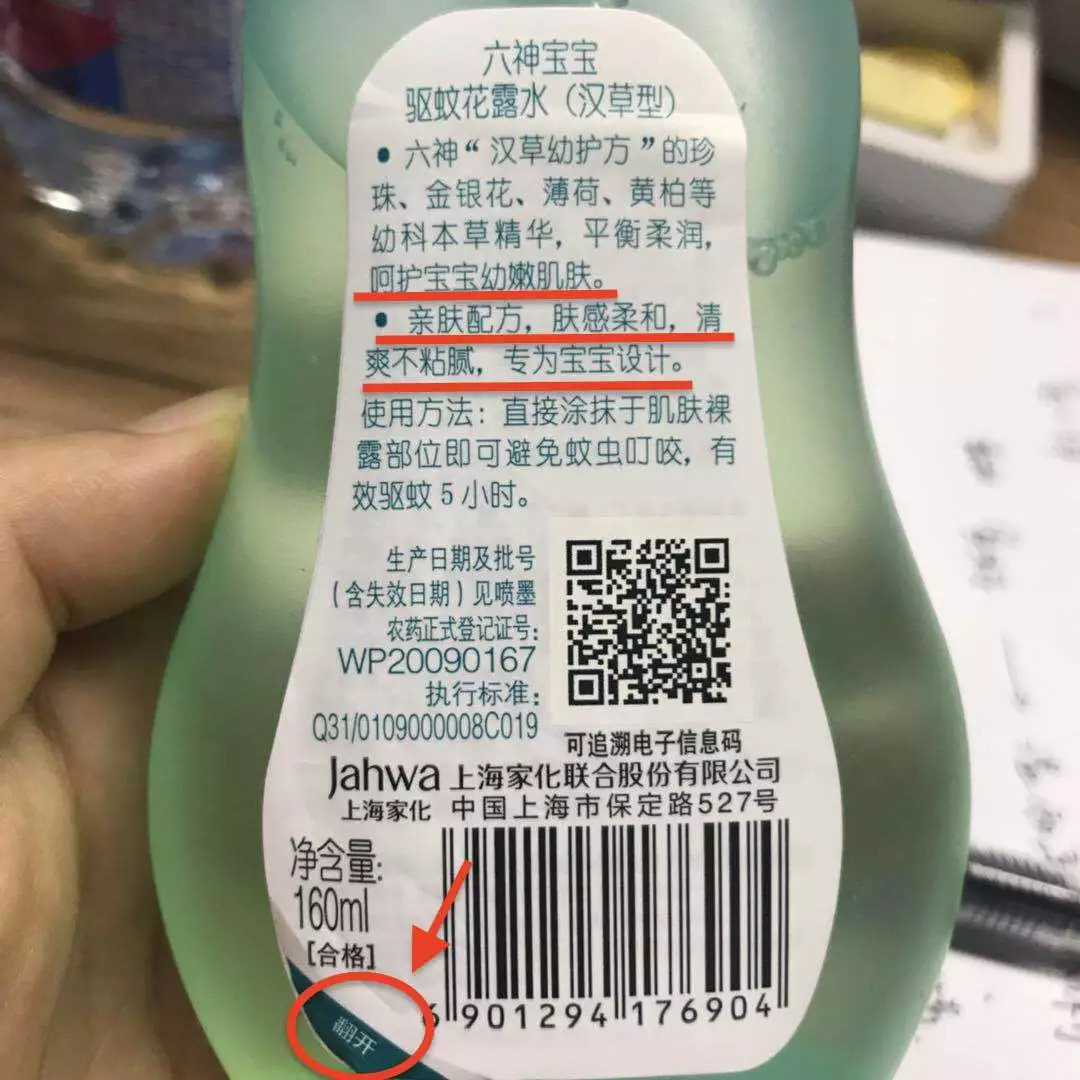 六神宝宝
驱蚊花露水（汉草型）
• 六神“汉草幼护方”的珍
珠、金银花、薄荷、黄柏等
幼科本草精华，平衡柔润，
呵护宝宝幼嫩肌肤。
• 亲肤配方，肤感柔和，清
爽不粘腻，专为宝宝设计。
使用方法：直接涂抹于肌肤裸
露部位即可避免蚊虫叮咬，有
效驱蚊5小时。
生产日期及批号
（含失效日期）见喷墨
农药正式登记证号：
WP20090167
执行标准：
Q31/0109000008C019
可追溯电子信息码
Jahwa 上海家化联合股份有限公司
上海家化 中国上海市保定路527号
净含量:
160ml
[合格]
翻开
6 901294 176904